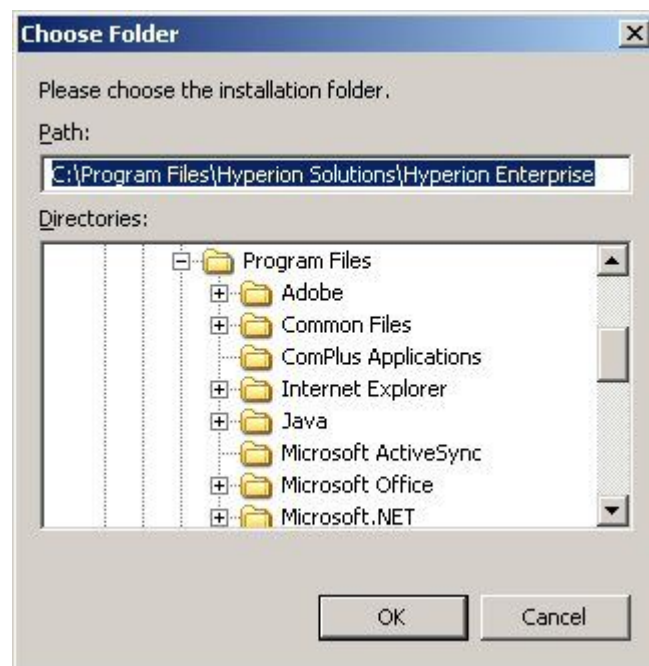 Choose Folder
Please choose the installation folder.
Path:
C:\Program Files\Hyperion Solutions\Hyperion Enterprise
Directories:
Program Files
Adobe
Common Files
ComPlus Applications
Internet Explorer
Java
Microsoft ActiveSync
Microsoft Office
Microsoft.NET
OK Cancel